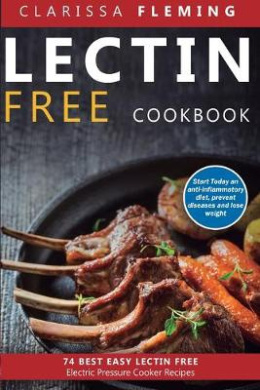 CLARISSA FLEMING
LECTIN
FREE COOKBOOK
Start Today an
anti-inflammatory
diet, prevent
diseases and lose
weight
74 BEST EASY LECTIN FREE
Electric Pressure Cooker Recipes